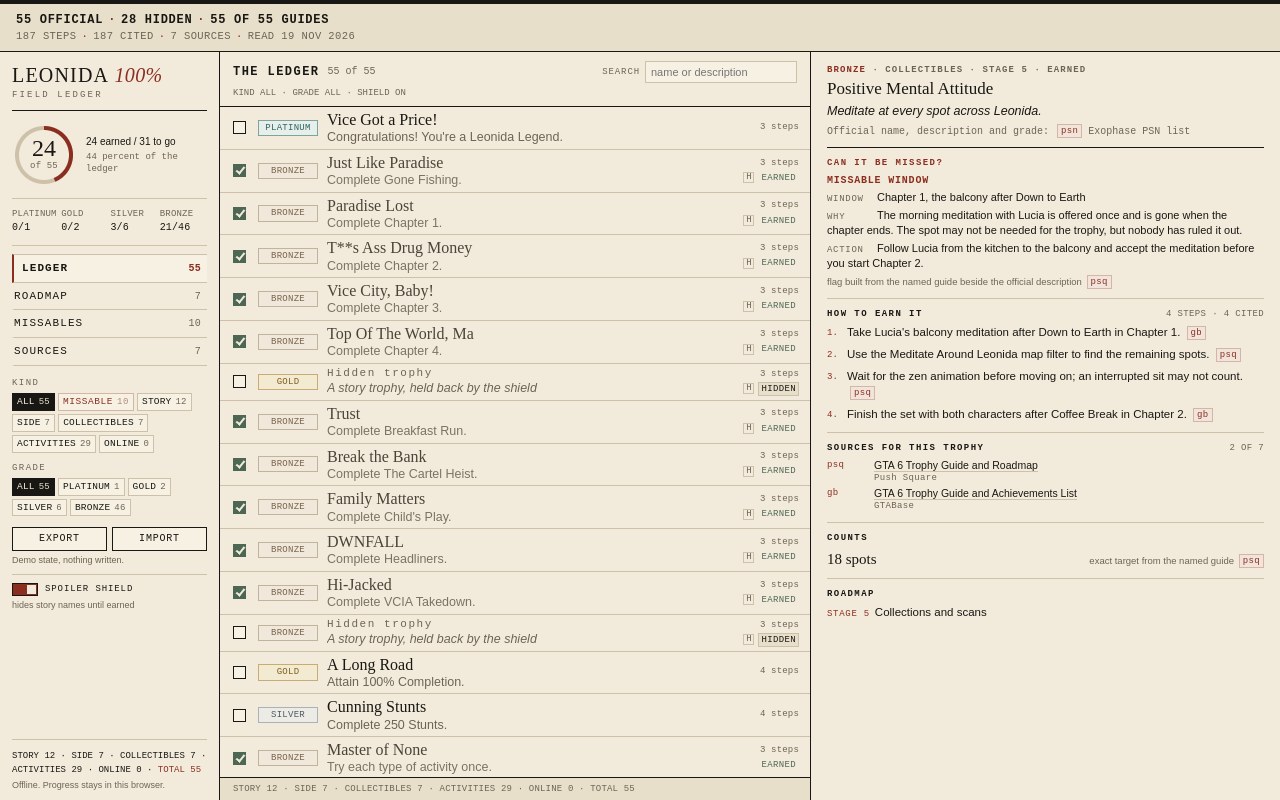 55 OFFICIAL · 28 HIDDEN · 55 OF 55 GUIDES
187 STEPS · 187 CITED · 7 SOURCES · READ 19 NOV 2026
LEONIDA 100%
FIELD LEDGER
24
of 55
24 earned / 31 to go
44 percent of the
ledger
PLATINUM GOLD SILVER BRONZE
0/1 0/2 3/6 21/46
LEDGER 55
ROADMAP 7
MISSABLES 10
SOURCES 7
KIND
ALL 55 MISSABLE 10 STORY 12
SIDE 7 COLLECTIBLES 7
ACTIVITIES 29 ONLINE 0
GRADE
ALL 55 PLATINUM 1 GOLD 2
SILVER 6 BRONZE 46
EXPORT IMPORT
Demo state, nothing written.
SPOILER SHIELD
hides story names until earned
STORY 12 · SIDE 7 · COLLECTIBLES 7 ·
ACTIVITIES 29 · ONLINE 0 · TOTAL 55
Offline. Progress stays in this browser.
THE LEDGER 55 of 55 SEARCH name or description
KIND ALL · GRADE ALL · SHIELD ON
PLATINUM Vice Got a Price! 3 steps
Congratulations! You're a Leonida Legend.
BRONZE Just Like Paradise 3 steps
Complete Gone Fishing. H EARNED
BRONZE Paradise Lost 3 steps
Complete Chapter 1. H EARNED
BRONZE T**s Ass Drug Money 3 steps
Complete Chapter 2. H EARNED
BRONZE Vice City, Baby! 3 steps
Complete Chapter 3. H EARNED
BRONZE Top Of The World, Ma 3 steps
Complete Chapter 4. H EARNED
GOLD Hidden trophy 3 steps
A story trophy, held back by the shield H HIDDEN
BRONZE Trust 3 steps
Complete Breakfast Run. H EARNED
BRONZE Break the Bank 3 steps
Complete The Cartel Heist. H EARNED
BRONZE Family Matters 3 steps
Complete Child's Play. H EARNED
BRONZE DWNFALL 3 steps
Complete Headliners. H EARNED
BRONZE Hi-Jacked 3 steps
Complete VCIA Takedown. H EARNED
BRONZE Hidden trophy 3 steps
A story trophy, held back by the shield H HIDDEN
GOLD A Long Road 4 steps
Attain 100% Completion.
SILVER Cunning Stunts 4 steps
Complete 250 Stunts.
BRONZE Master of None 3 steps
Try each type of activity once. EARNED
STORY 12 · SIDE 7 · COLLECTIBLES 7 · ACTIVITIES 29 · ONLINE 0 · TOTAL 55
BRONZE · COLLECTIBLES · STAGE 5 · EARNED
Positive Mental Attitude
Meditate at every spot across Leonida.
Official name, description and grade: psn Exophase PSN list
CAN IT BE MISSED?
MISSABLE WINDOW
WINDOW Chapter 1, the balcony after Down to Earth
WHY The morning meditation with Lucia is offered once and is gone when the
chapter ends. The spot may not be needed for the trophy, but nobody has ruled it out.
ACTION Follow Lucia from the kitchen to the balcony and accept the meditation before
you start Chapter 2.
flag built from the named guide beside the official description psq
HOW TO EARN IT 4 STEPS · 4 CITED
1. Take Lucia's balcony meditation after Down to Earth in Chapter 1. gb
2. Use the Meditate Around Leonida map filter to find the remaining spots. psq
3. Wait for the zen animation before moving on; an interrupted sit may not count.
psq
4. Finish the set with both characters after Coffee Break in Chapter 2. gb
SOURCES FOR THIS TROPHY 2 OF 7
psq GTA 6 Trophy Guide and Roadmap
Push Square
gb GTA 6 Trophy Guide and Achievements List
GTABase
COUNTS
18 spots exact target from the named guide psq
ROADMAP
STAGE 5 Collections and scans